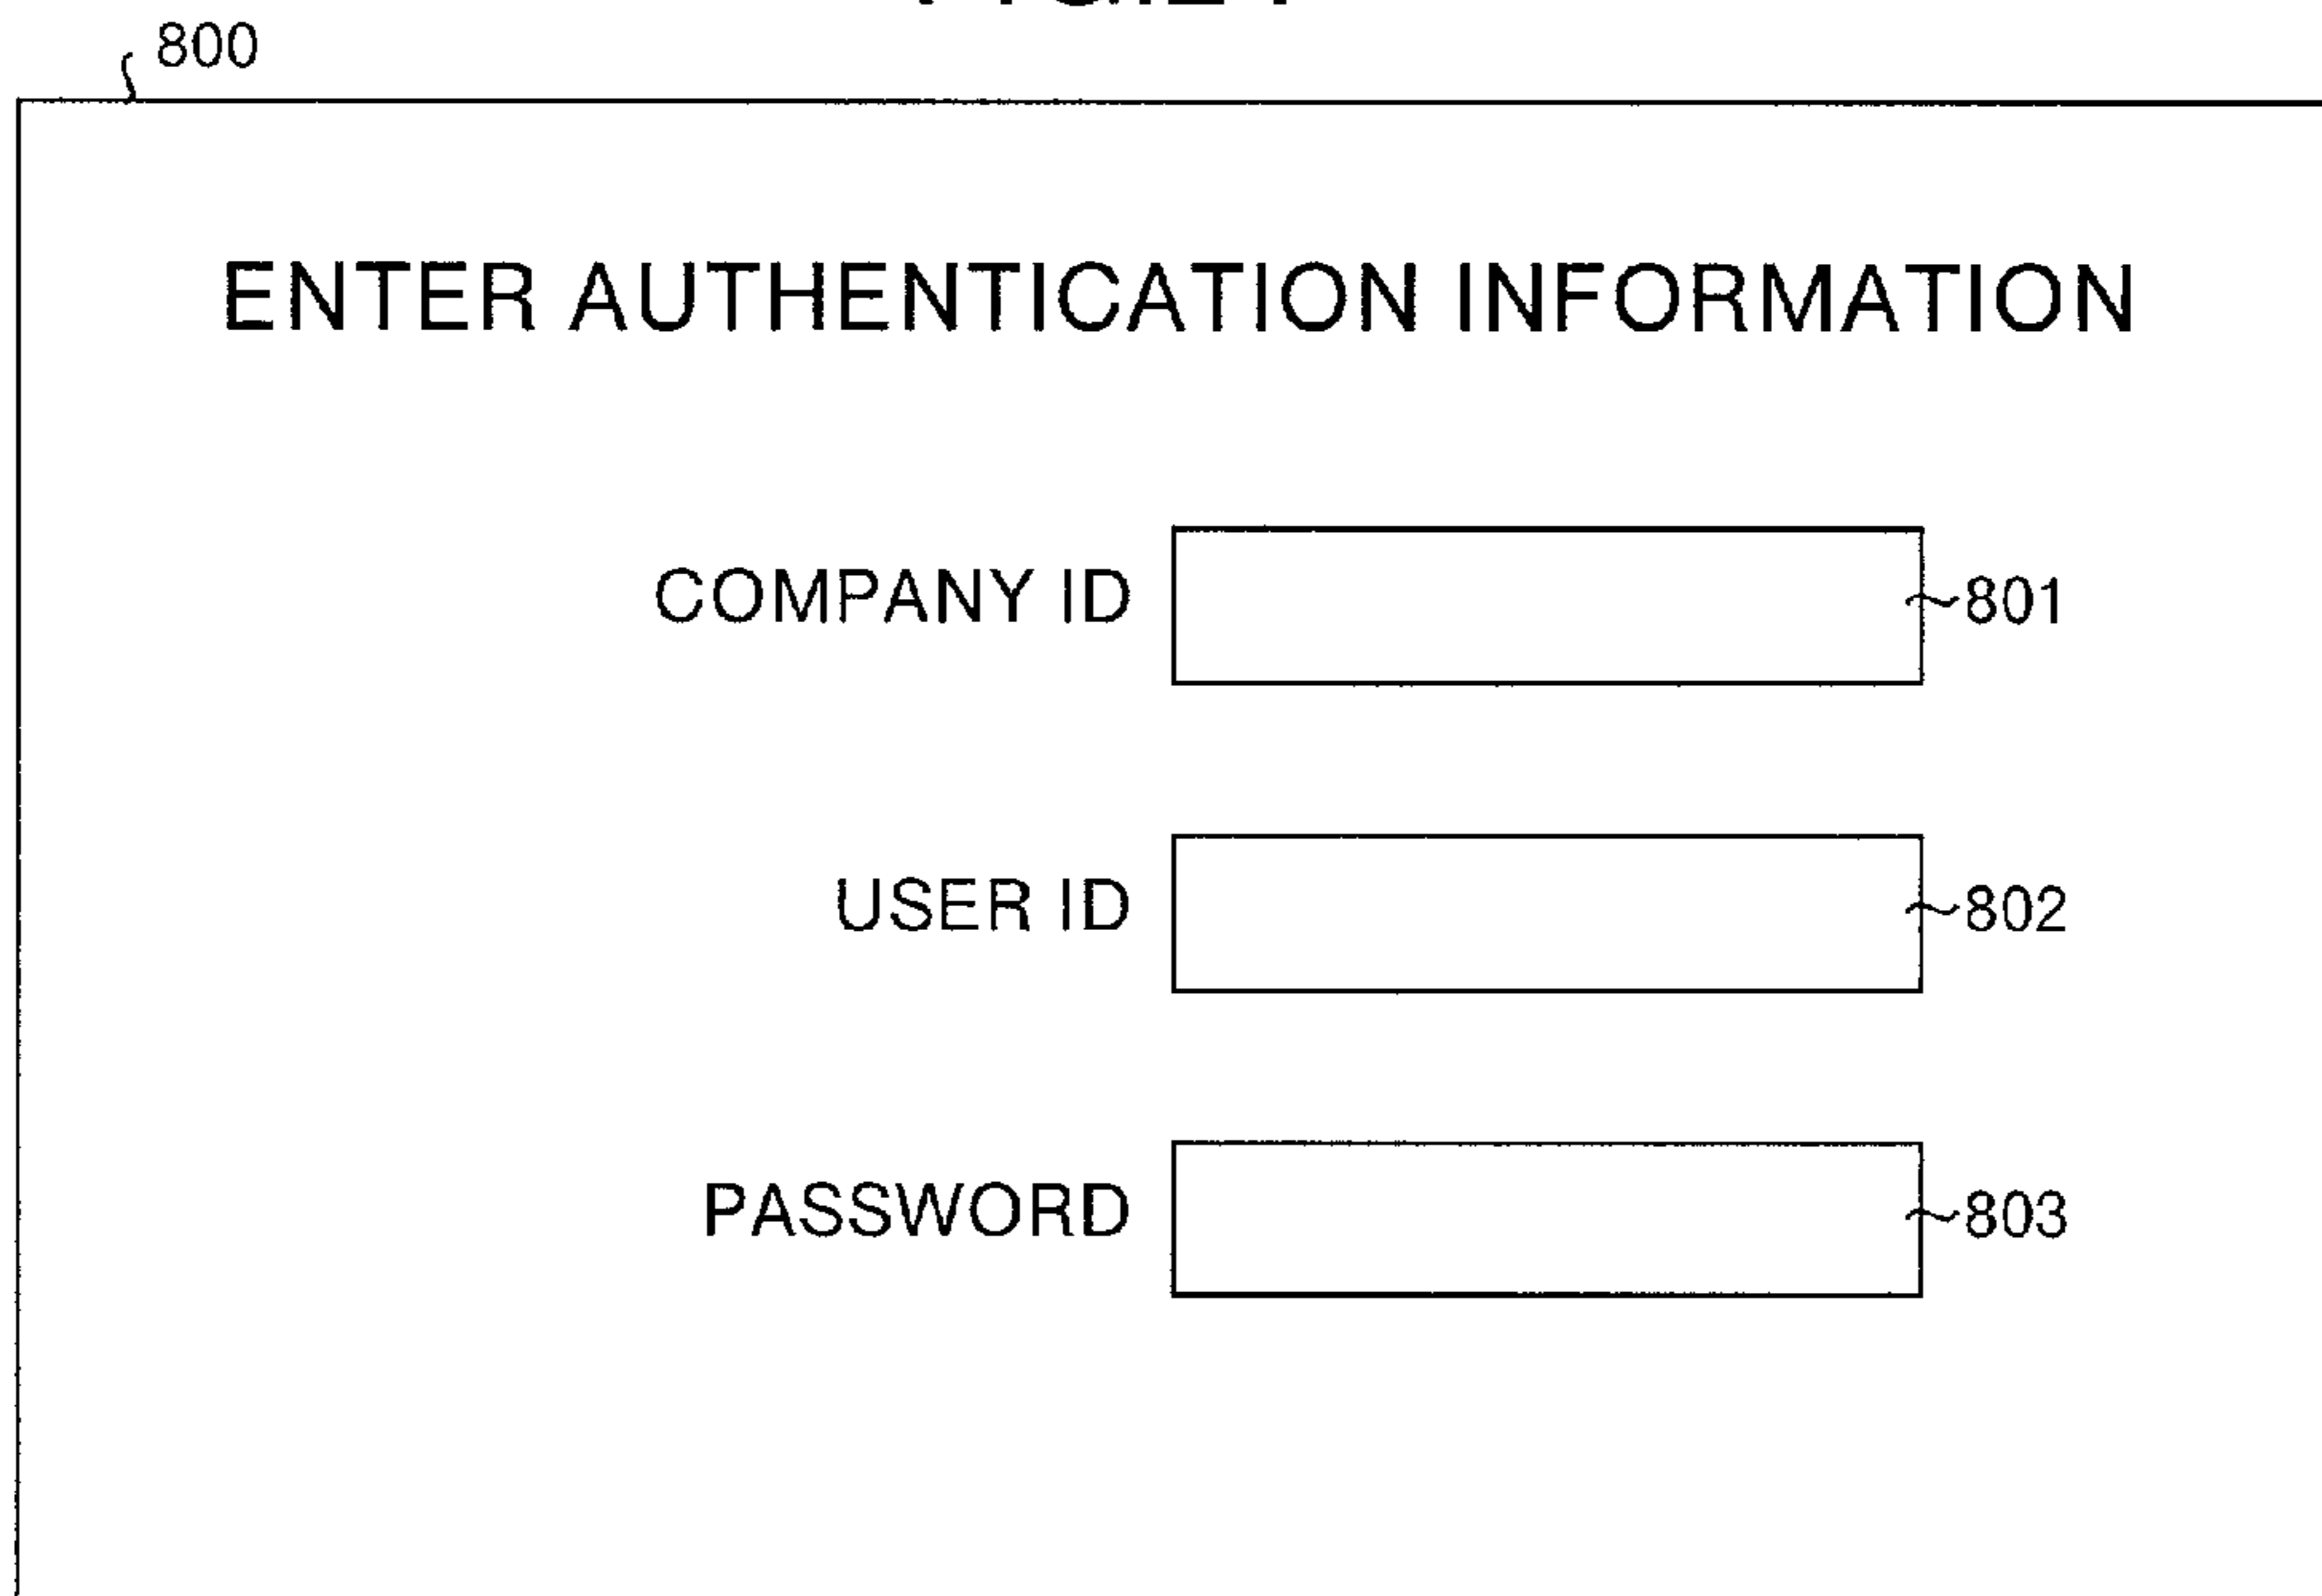 800
ENTER AUTHENTICATION INFORMATION
COMPANY ID 801
USER ID 802
PASSWORD 803